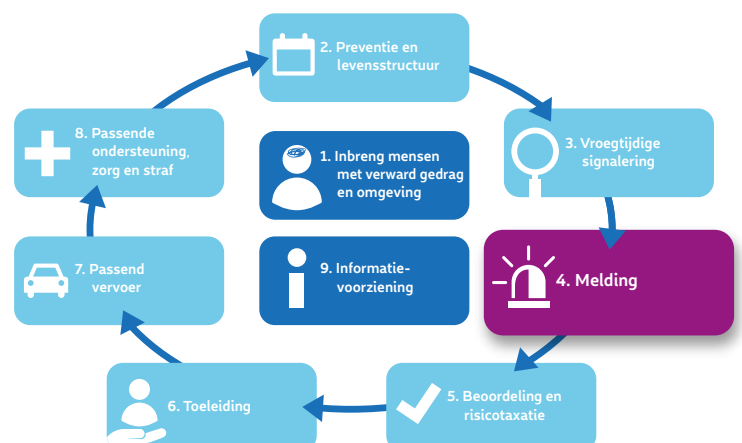 2. Preventie en
levensstructuur
8. Passende
ondersteuning,
zorg en straf
1. Inbreng mensen
met verward gedrag
en omgeving
3. Vroegtijdige
signalering
7. Passend
vervoer
9. Informatie-
voorziening
4. Melding
6. Toeleiding
5. Beoordeling en
risicotaxatie